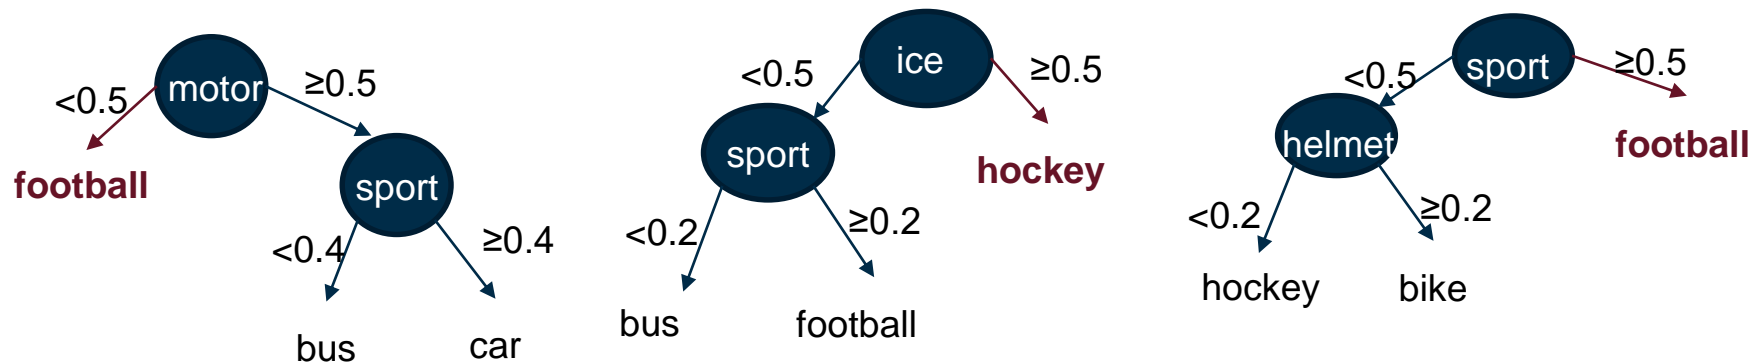 motor
<0.5
≥0.5
football
sport
<0.4
≥0.4
bus
car
ice
<0.5
≥0.5
sport
hockey
<0.2
≥0.2
bus
football
sport
<0.5
≥0.5
helmet
football
<0.2
≥0.2
hockey
bike